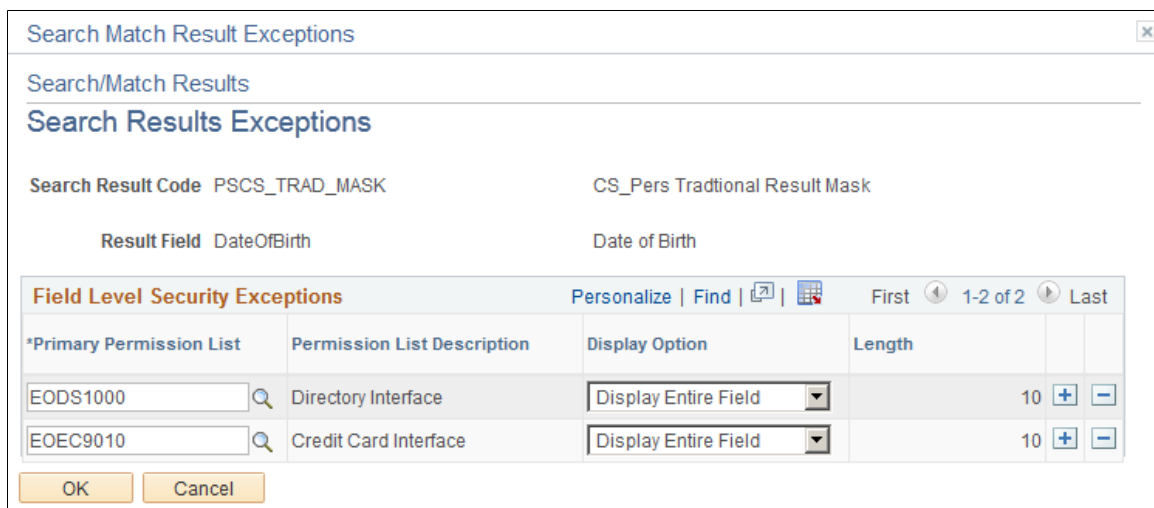 Search Match Result Exceptions
Search/Match Results
Search Results Exceptions
Search Result Code PSCS_TRAD_MASK CS_Pers Tradtional Result Mask
Result Field DateOfBirth Date of Birth
Field Level Security Exceptions Personalize | Find | | First 1-2 of 2 Last
*Primary Permission List Permission List Description Display Option Length
EODS1000 Directory Interface Display Entire Field 10
EOEC9010 Credit Card Interface Display Entire Field 10
OK Cancel